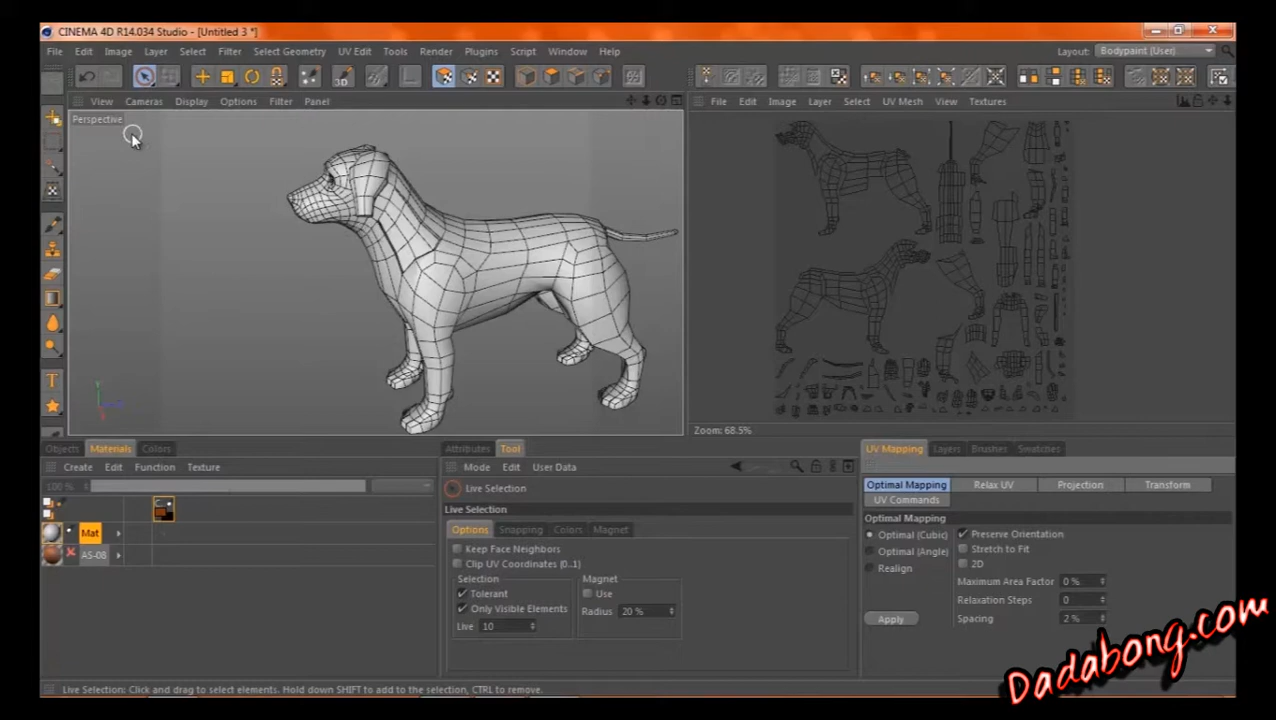 CINEMA 4D R14.034 Studio - [Untitled 3 *]
File Edit Image Layer Select Filter Select Geometry UV Edit Tools Render Plugins Script Window Help
Layout: Bodypaint (User)
View Cameras Display Options Filter Panel
File Edit Image Layer Select UV Mesh View Textures
Perspective
Zoom: 68.5%
Objects Materials Colors
Attributes Tool
UV Mapping Layers Brushes Swatches
Create Edit Function Texture
Mode Edit User Data
100 %
Optimal Mapping Relax UV Projection Transform
UV Commands
Live Selection
Live Selection
Optimal Mapping
Options Snapping Colors Magnet
Mat
AS-08
Keep Face Neighbors
Clip UV Coordinates (0..1)
Selection
Tolerant
Only Visible Elements
Live 10
Magnet
Use
Radius 20 %
Optimal (Cubic)
Optimal (Angle)
Realign
Apply
Preserve Orientation
Stretch to Fit
2D
Maximum Area Factor 0 %
Relaxation Steps 0
Spacing 2 %
Live Selection: Click and drag to select elements. Hold down SHIFT to add to the selection, CTRL to remove.
Dadabong.com